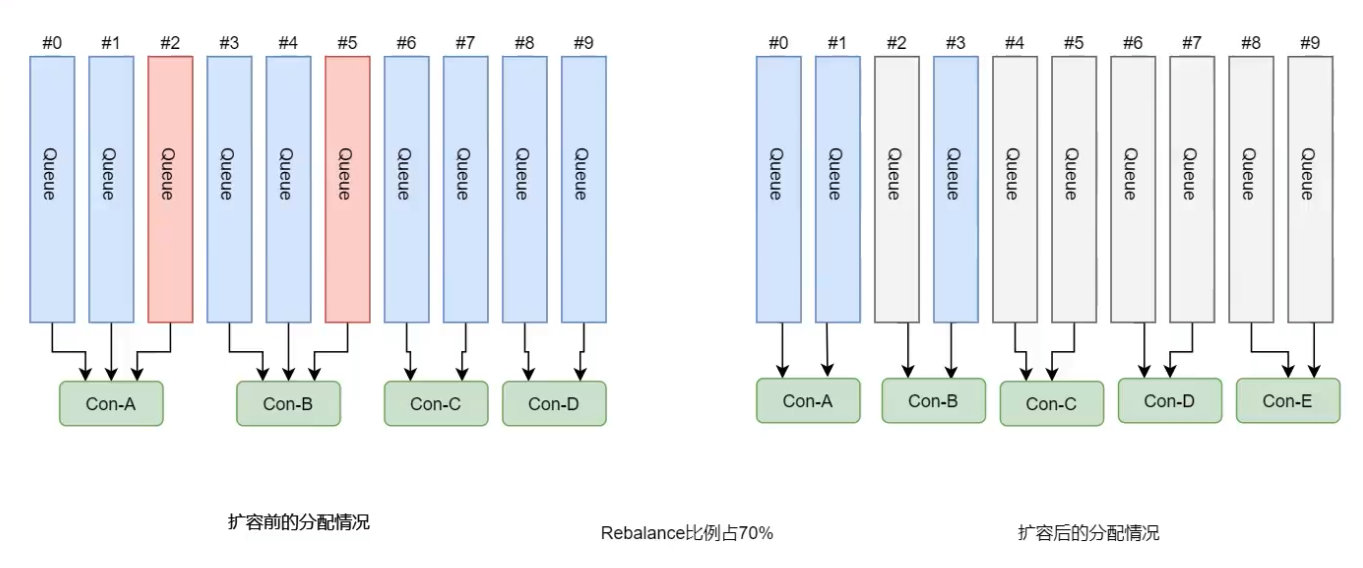 #0 #1 #2 #3 #4 #5 #6 #7 #8 #9
Queue Queue Queue Queue Queue Queue Queue Queue Queue Queue
Con-A Con-B Con-C Con-D
扩容前的分配情况
Rebalance比例占70%
#0 #1 #2 #3 #4 #5 #6 #7 #8 #9
Queue Queue Queue Queue Queue Queue Queue Queue Queue Queue
Con-A Con-B Con-C Con-D Con-E
扩容后的分配情况